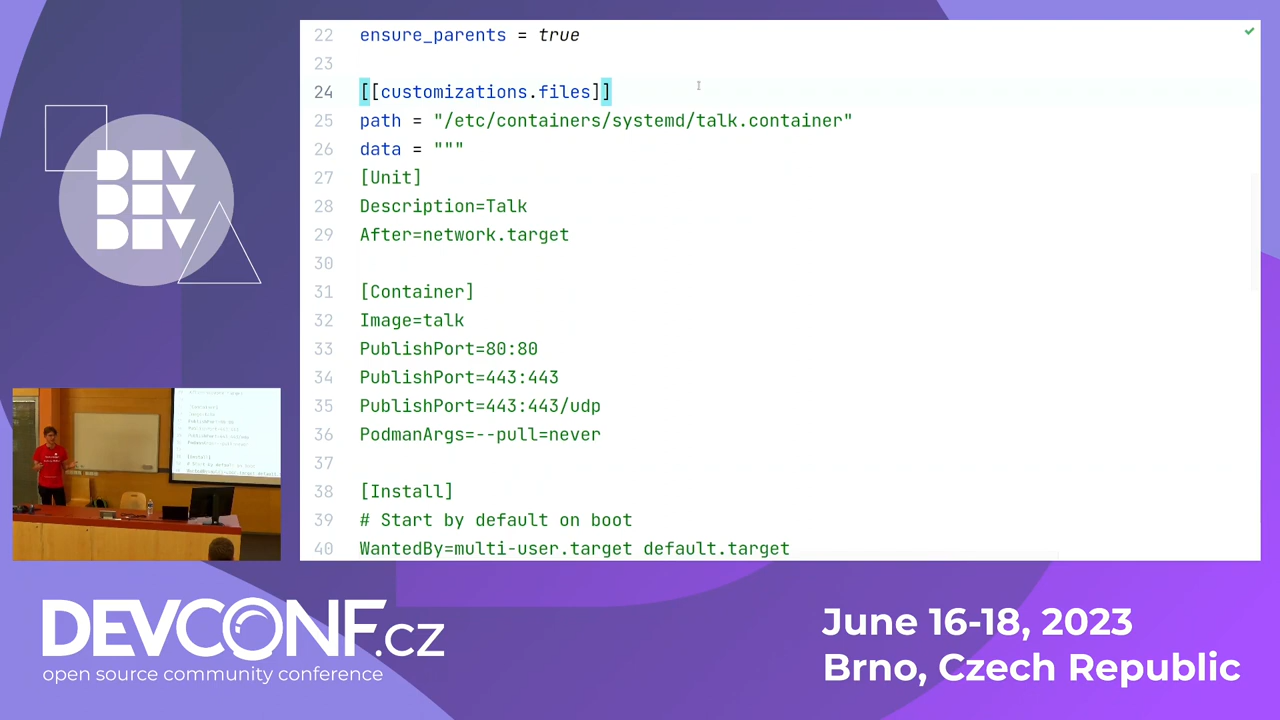 22 ensure_parents = true
23
24 [[customizations.files]]
25 path = "/etc/containers/systemd/talk.container"
26 data = """
27 [Unit]
28 Description=Talk
29 After=network.target
30
31 [Container]
32 Image=talk
33 PublishPort=80:80
34 PublishPort=443:443
35 PublishPort=443:443/udp
36 PodmanArgs=--pull=never
37
38 [Install]
39 # Start by default on boot
40 WantedBy=multi-user.target default.target
DEV
DEV
DEV
DEVCONF.cz
open source community conference
June 16-18, 2023
Brno, Czech Republic